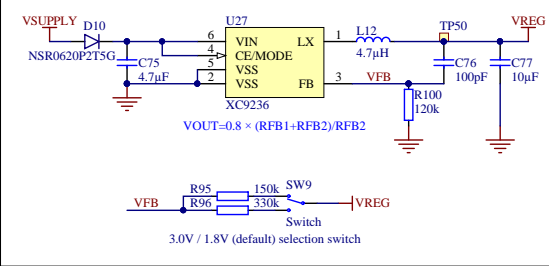 VSUPPLY
D10
NSR0620P2T5G
C75
4.7µF
U27
6 VIN LX 1
4 CE/MODE
5 VSS
2 VSS FB 3
XC9236
L12
4.7µH
TP50
VREG
VFB
C76
100pF
C77
10µF
R100
120k
VOUT=0.8 × (RFB1+RFB2)/RFB2
VFB
R95 150k
R96 330k
SW9
Switch
VREG
3.0V / 1.8V (default) selection switch